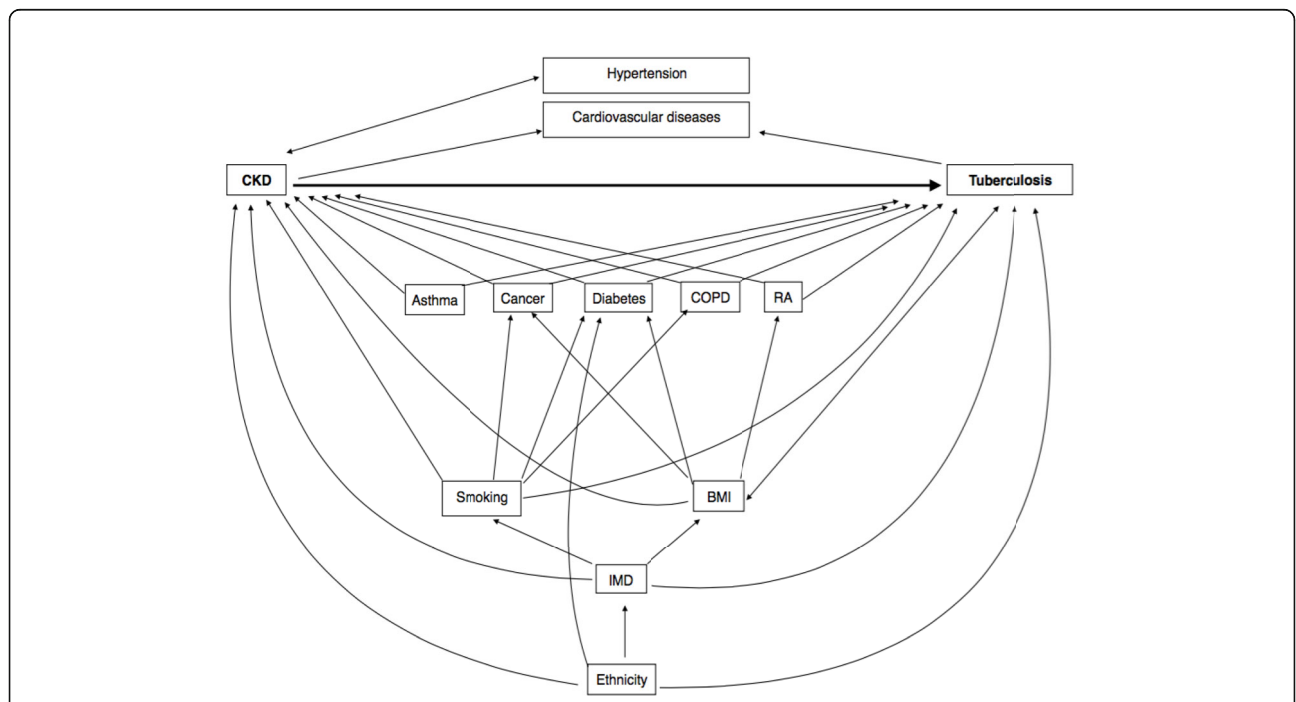 Hypertension
Cardiovascular diseases
CKD
Tuberculosis
Asthma
Cancer
Diabetes
COPD
RA
Smoking
BMI
IMD
Ethnicity